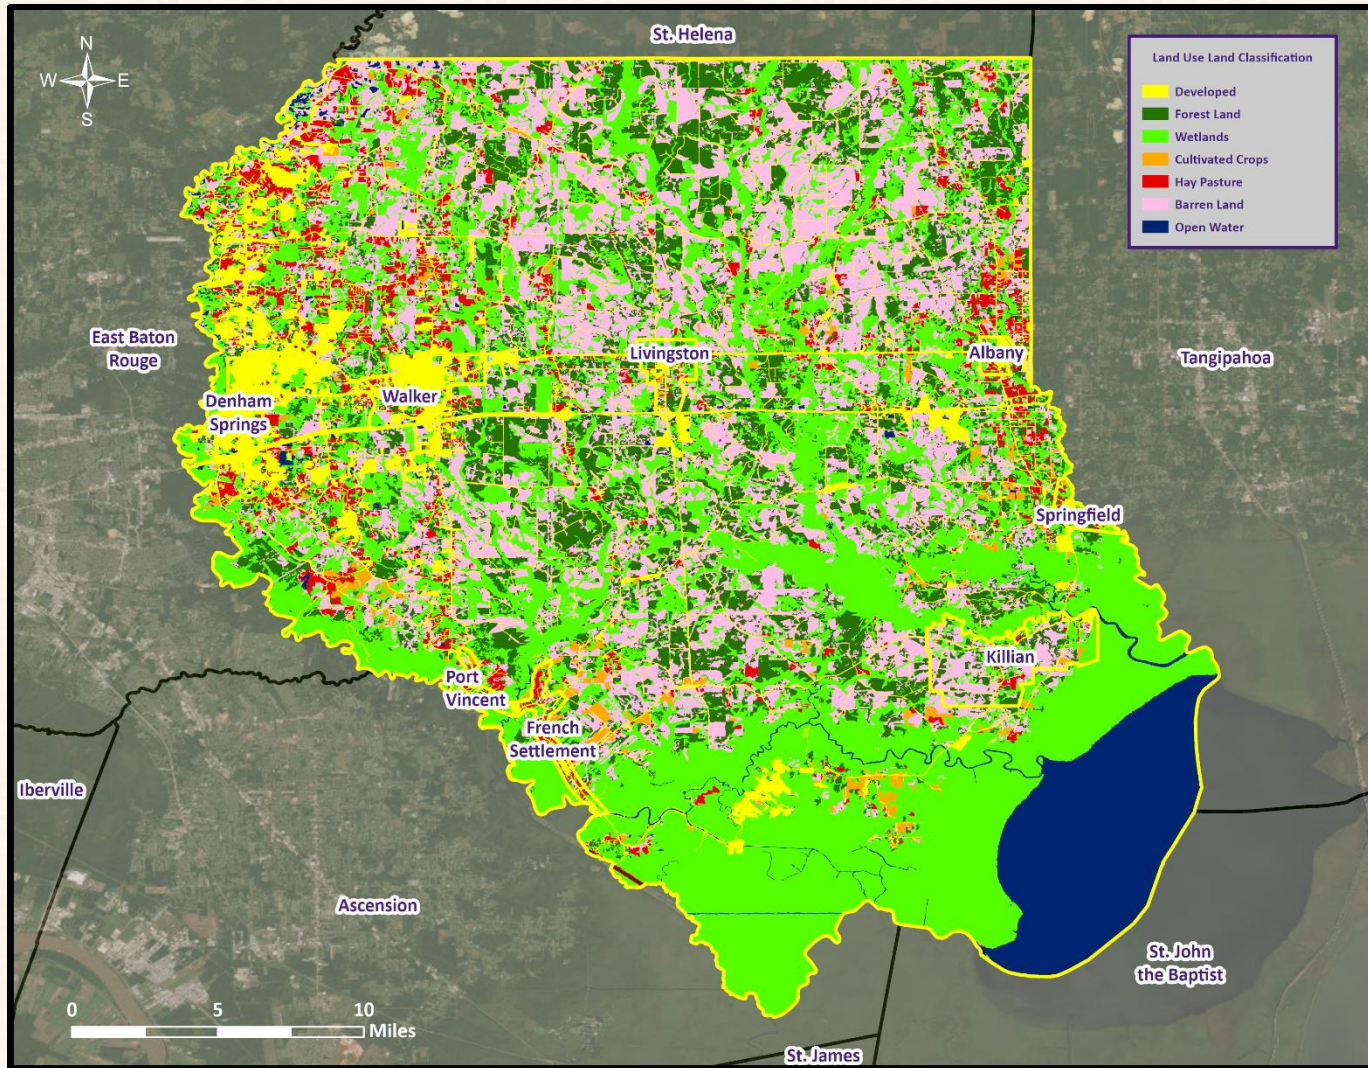 St. Helena
N
W E
S
Land Use Land Classification
Developed
Forest Land
Wetlands
Cultivated Crops
Hay Pasture
Barren Land
Open Water
East Baton
Rouge
Livingston
Albany
Tangipahoa
Denham
Springs
Walker
Springfield
Killian
Port
Vincent
French
Settlement
Iberville
Ascension
St. John
the Baptist
0 5 10
Miles
St. James